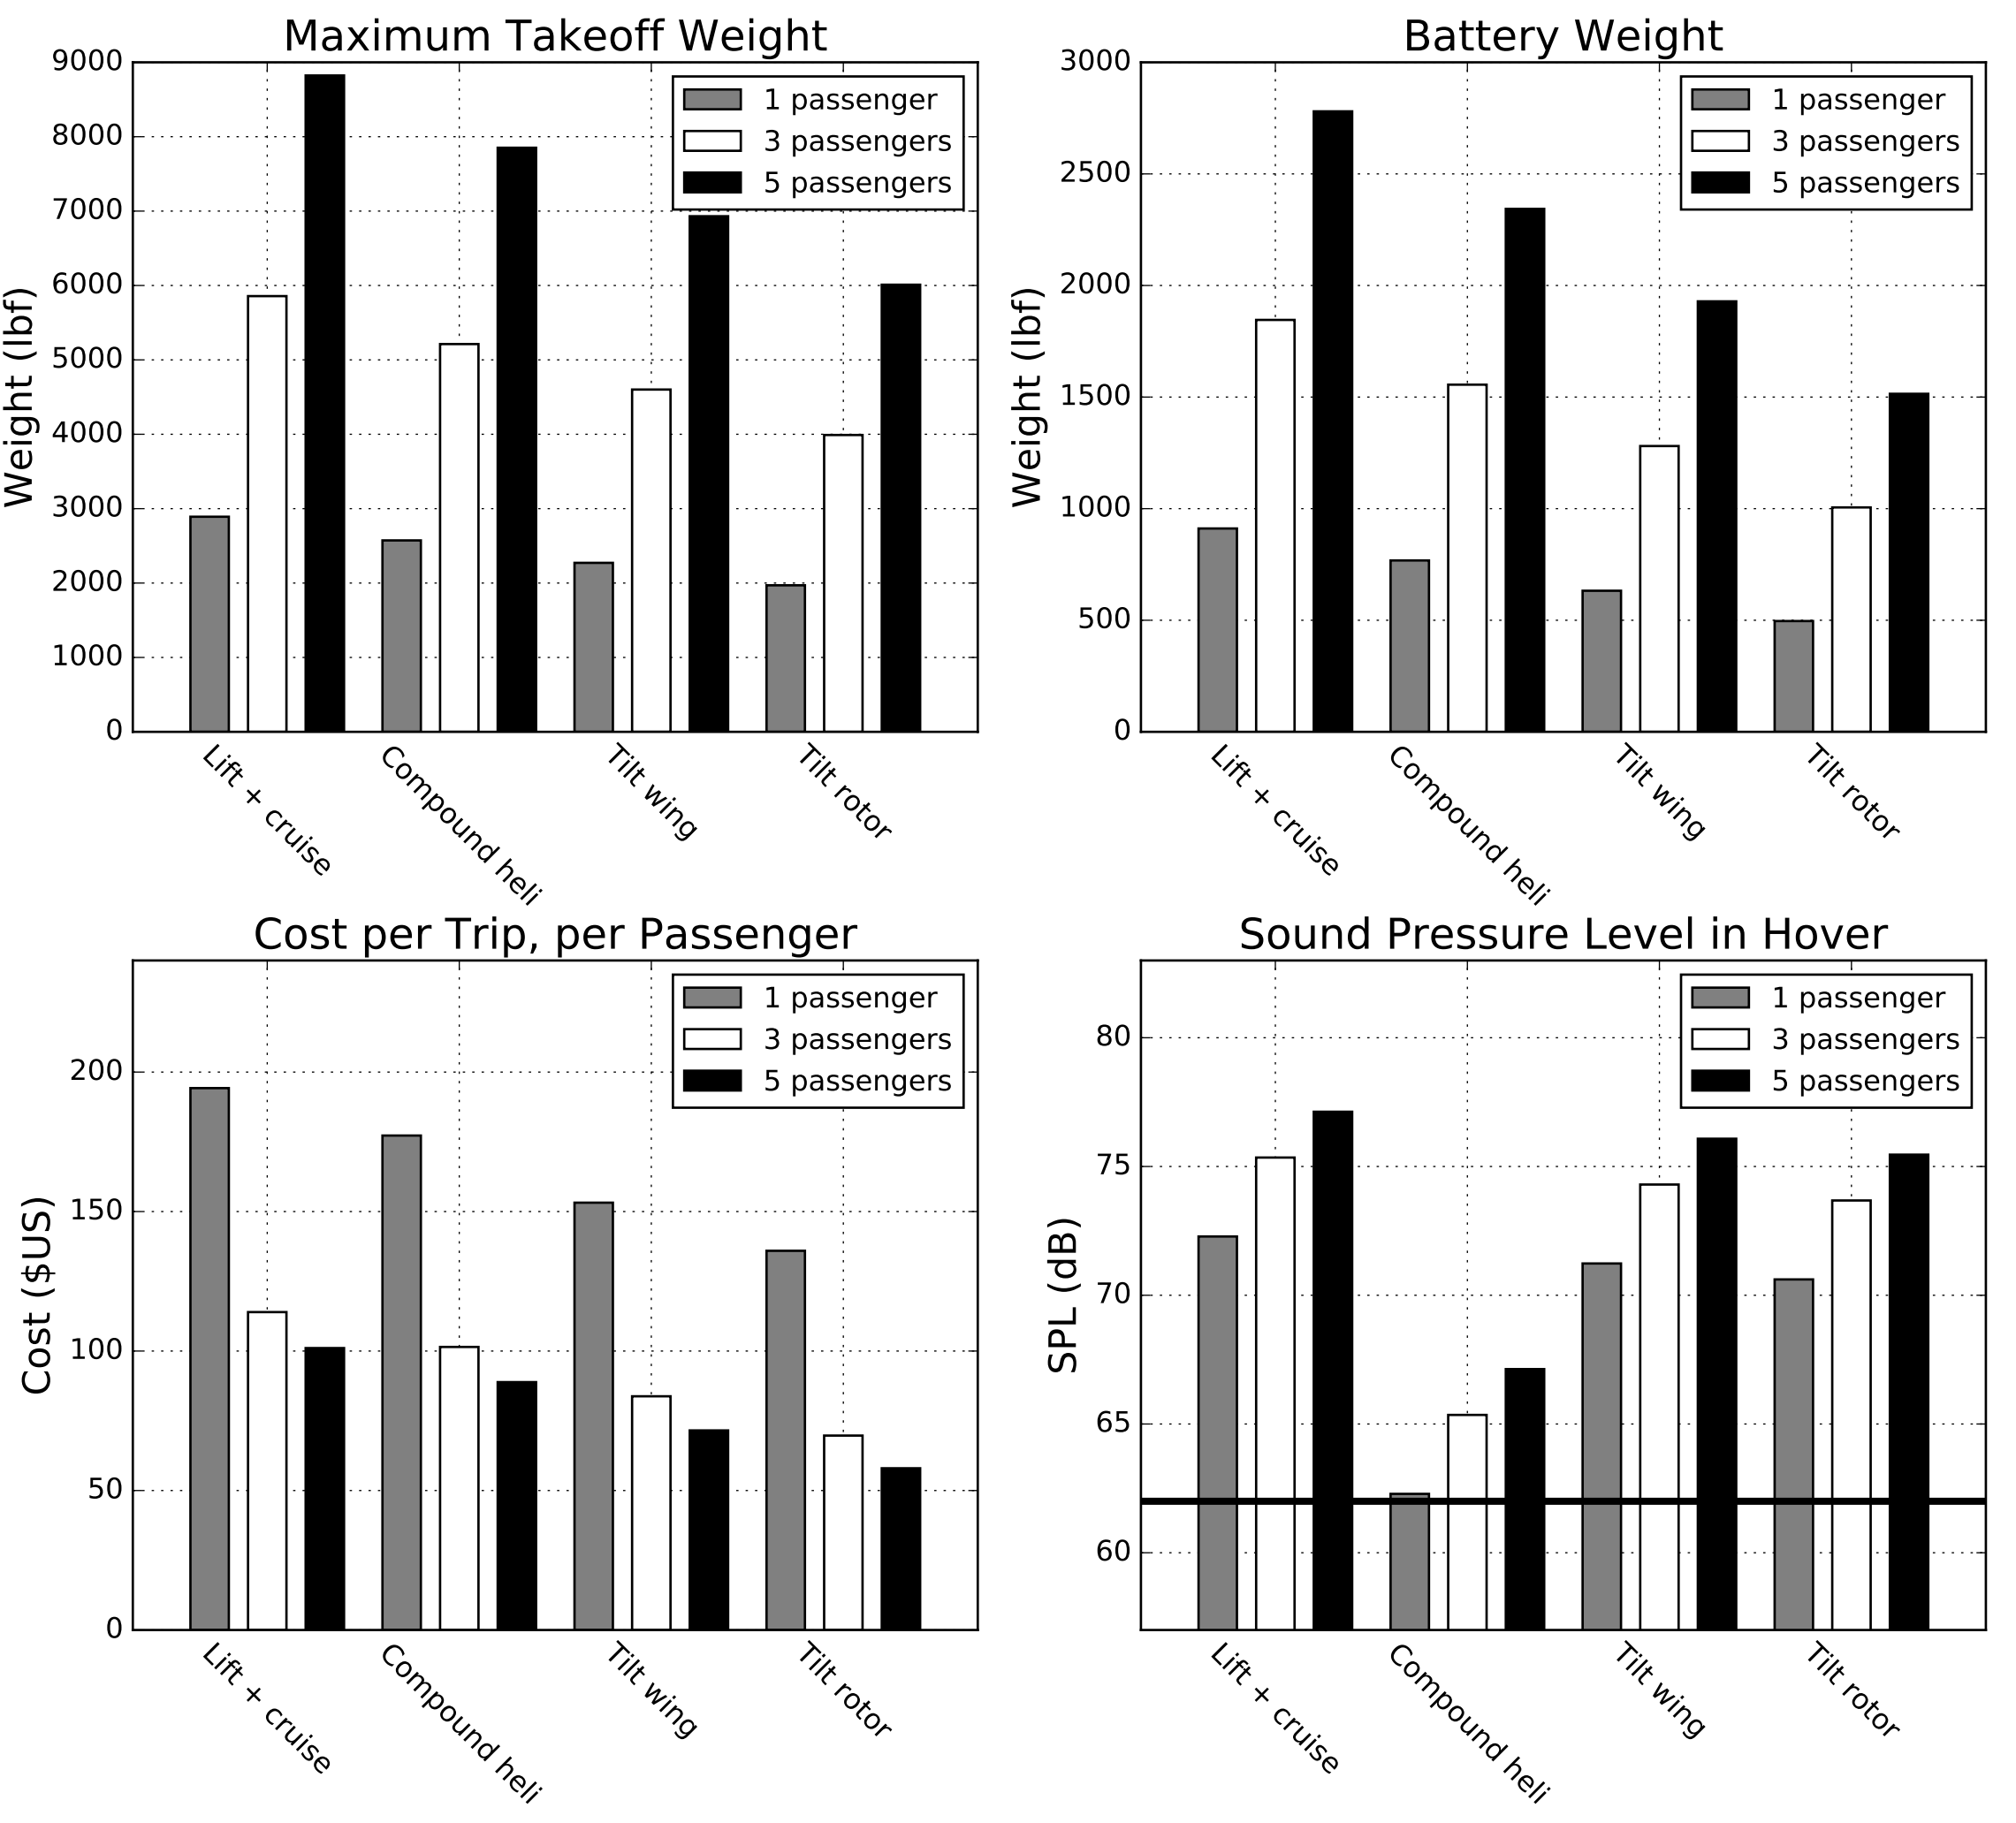 Maximum Takeoff Weight
9000
8000
7000
6000
5000
4000
3000
2000
1000
0
Weight (lbf)
1 passenger
3 passengers
5 passengers
Lift + cruise
Compound heli
Tilt wing
Tilt rotor
Battery Weight
3000
2500
2000
1500
1000
500
0
Weight (lbf)
1 passenger
3 passengers
5 passengers
Lift + cruise
Compound heli
Tilt wing
Tilt rotor
Cost per Trip, per Passenger
200
150
100
50
0
Cost ($US)
1 passenger
3 passengers
5 passengers
Lift + cruise
Compound heli
Tilt wing
Tilt rotor
Sound Pressure Level in Hover
80
75
70
65
60
SPL (dB)
1 passenger
3 passengers
5 passengers
Lift + cruise
Compound heli
Tilt wing
Tilt rotor